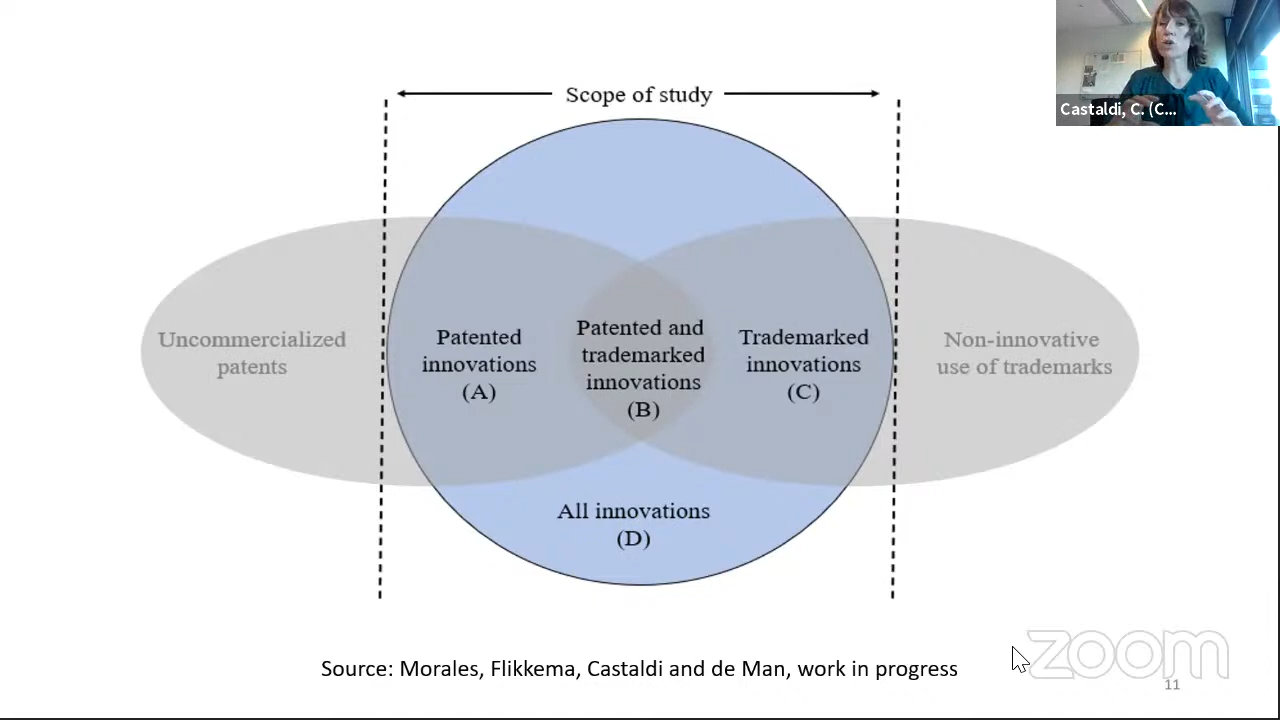 Castaldi, C. (C...
Scope of study
Uncommercialized
patents
Patented
innovations
(A)
Patented and
trademarked
innovations
(B)
Trademarked
innovations
(C)
Non-innovative
use of trademarks
All innovations
(D)
Source: Morales, Flikkema, Castaldi and de Man, work in progress
zoom
11